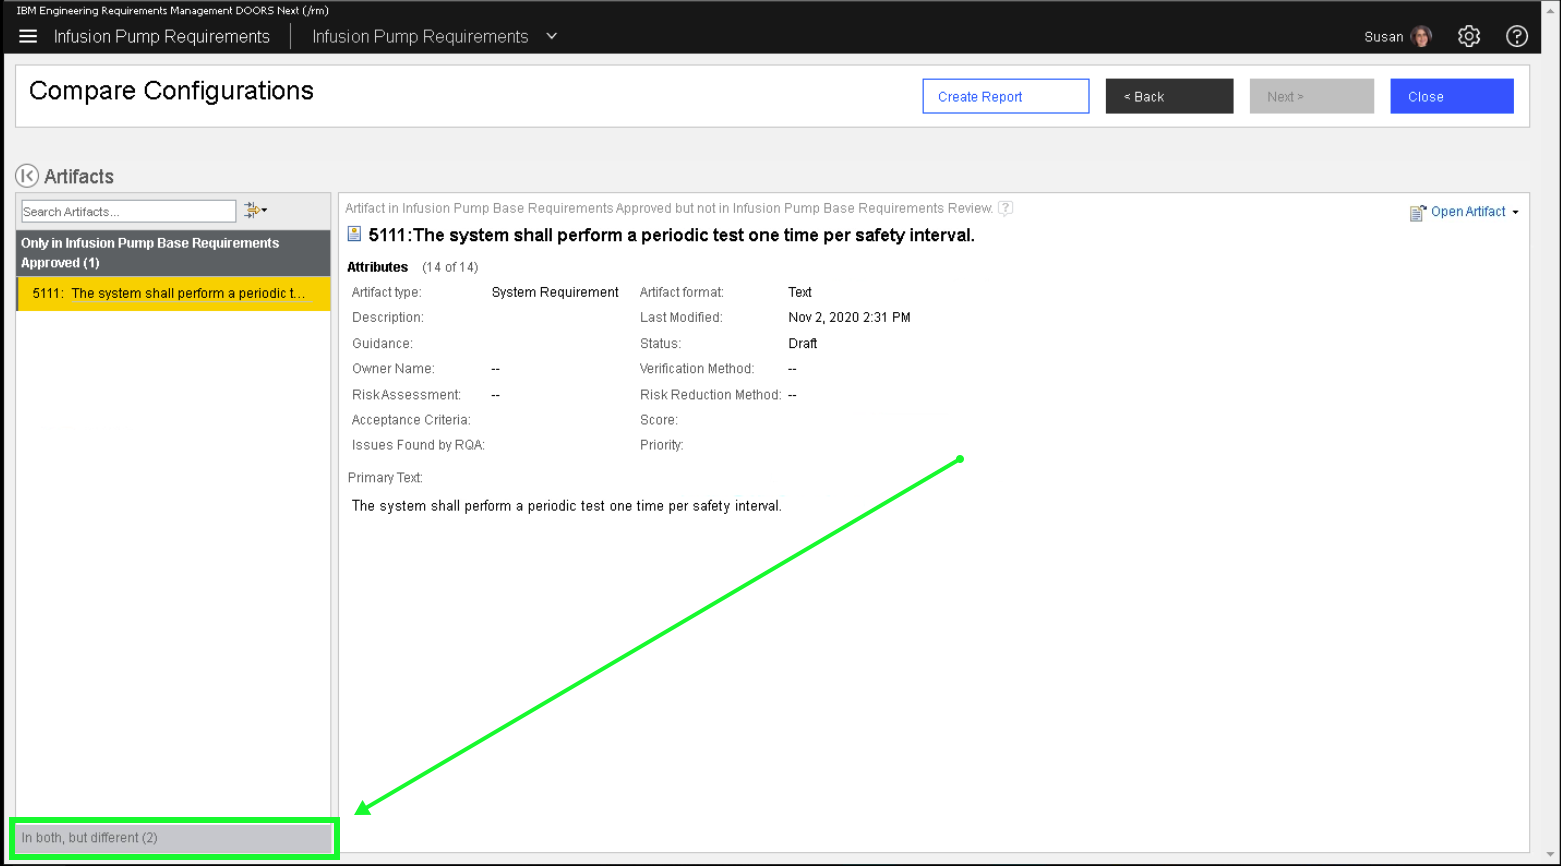 IBM Engineering Requirements Management DOORS Next (/rm)
Infusion Pump Requirements Infusion Pump Requirements
Susan
Compare Configurations
Create Report < Back Next > Close
Artifacts
Search Artifacts...
Only in Infusion Pump Base Requirements
Approved (1)
5111: The system shall perform a periodic t...
In both, but different (2)
Artifact in Infusion Pump Base Requirements Approved but not in Infusion Pump Base Requirements Review. ?
Open Artifact
5111:The system shall perform a periodic test one time per safety interval.
Attributes (14 of 14)
Artifact type: System Requirement Artifact format: Text
Description: Last Modified: Nov 2, 2020 2:31 PM
Guidance: Status: Draft
Owner Name: -- Verification Method: --
Risk Assessment: -- Risk Reduction Method: --
Acceptance Criteria: Score:
Issues Found by RQA: Priority:
Primary Text:
The system shall perform a periodic test one time per safety interval.